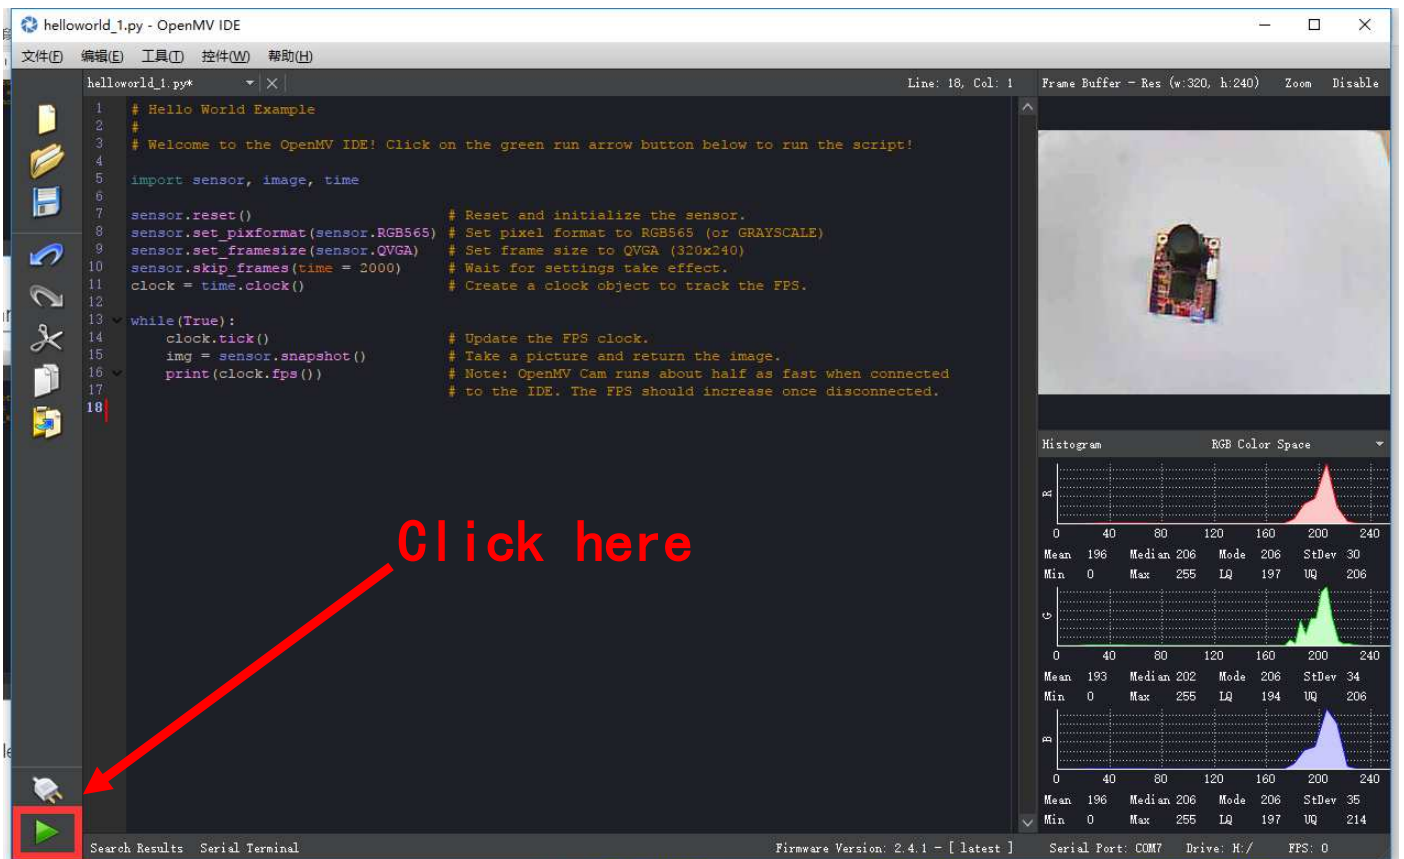 helloworld_1.py - OpenMV IDE
文件(F) 编辑(E) 工具(T) 控件(W) 帮助(H)
helloworld_1.py* Line: 18, Col: 1 Frame Buffer - Res (w:320, h:240) Zoom Disable
1 # Hello World Example
2 #
3 # Welcome to the OpenMV IDE! Click on the green run arrow button below to run the script!
4
5 import sensor, image, time
6
7 sensor.reset() # Reset and initialize the sensor.
8 sensor.set_pixformat(sensor.RGB565) # Set pixel format to RGB565 (or GRAYSCALE)
9 sensor.set_framesize(sensor.QVGA) # Set frame size to QVGA (320x240)
10 sensor.skip_frames(time = 2000) # Wait for settings take effect.
11 clock = time.clock() # Create a clock object to track the FPS.
12
13 while(True):
14 clock.tick() # Update the FPS clock.
15 img = sensor.snapshot() # Take a picture and return the image.
16 print(clock.fps()) # Note: OpenMV Cam runs about half as fast when connected
17 # to the IDE. The FPS should increase once disconnected.
18
Click here
Histogram RGB Color Space
R
0 40 80 120 160 200 240
Mean 196 Median 206 Mode 206 StDev 30
Min 0 Max 255 LQ 197 UQ 206
G
0 40 80 120 160 200 240
Mean 193 Median 202 Mode 206 StDev 34
Min 0 Max 255 LQ 194 UQ 206
B
0 40 80 120 160 200 240
Mean 196 Median 206 Mode 206 StDev 35
Min 0 Max 255 LQ 197 UQ 214
Search Results Serial Terminal Firmware Version: 2.4.1 - [ latest ] Serial Port: COM7 Drive: H:/ FPS: 0